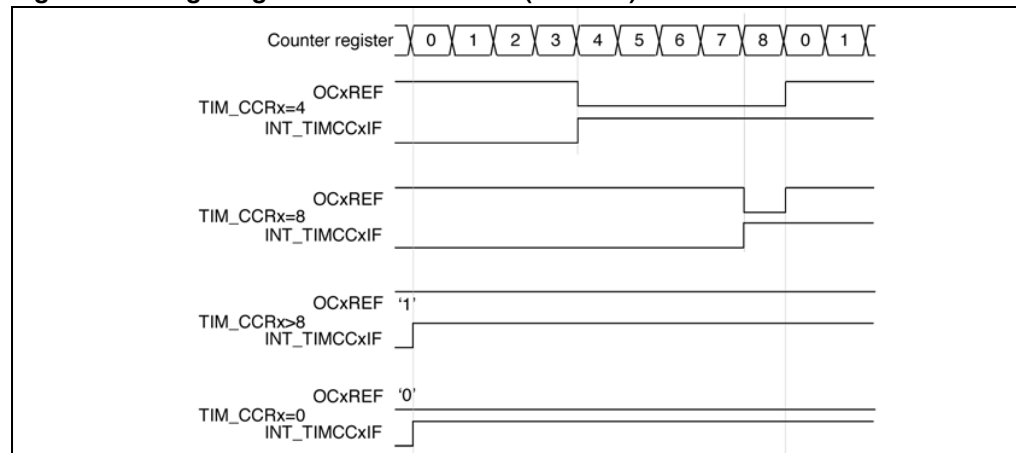 Counter register 0 1 2 3 4 5 6 7 8 0 1
OCxREF
TIM_CCRx=4
INT_TIMCCxIF
OCxREF
TIM_CCRx=8
INT_TIMCCxIF
OCxREF '1'
TIM_CCRx>8
INT_TIMCCxIF
OCxREF '0'
TIM_CCRx=0
INT_TIMCCxIF